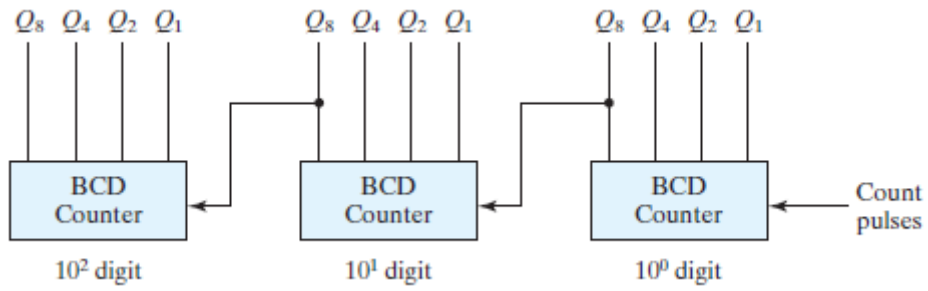 Q₈ Q₄ Q₂ Q₁ Q₈ Q₄ Q₂ Q₁ Q₈ Q₄ Q₂ Q₁
BCD
Counter
BCD
Counter
BCD
Counter
Count
pulses
10² digit
10¹ digit
10⁰ digit